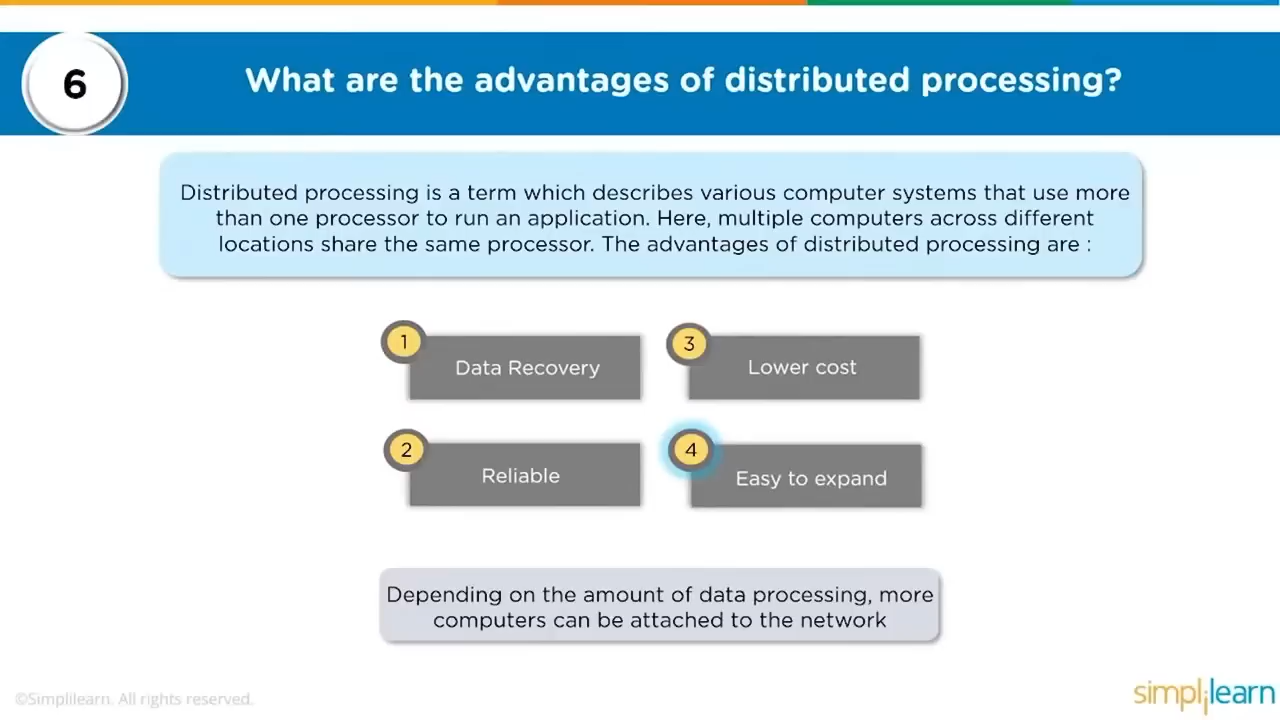 6
What are the advantages of distributed processing?
Distributed processing is a term which describes various computer systems that use more
than one processor to run an application. Here, multiple computers across different
locations share the same processor. The advantages of distributed processing are :
1
Data Recovery
3
Lower cost
2
Reliable
4
Easy to expand
Depending on the amount of data processing, more
computers can be attached to the network
©Simplilearn. All rights reserved.
simplilearn